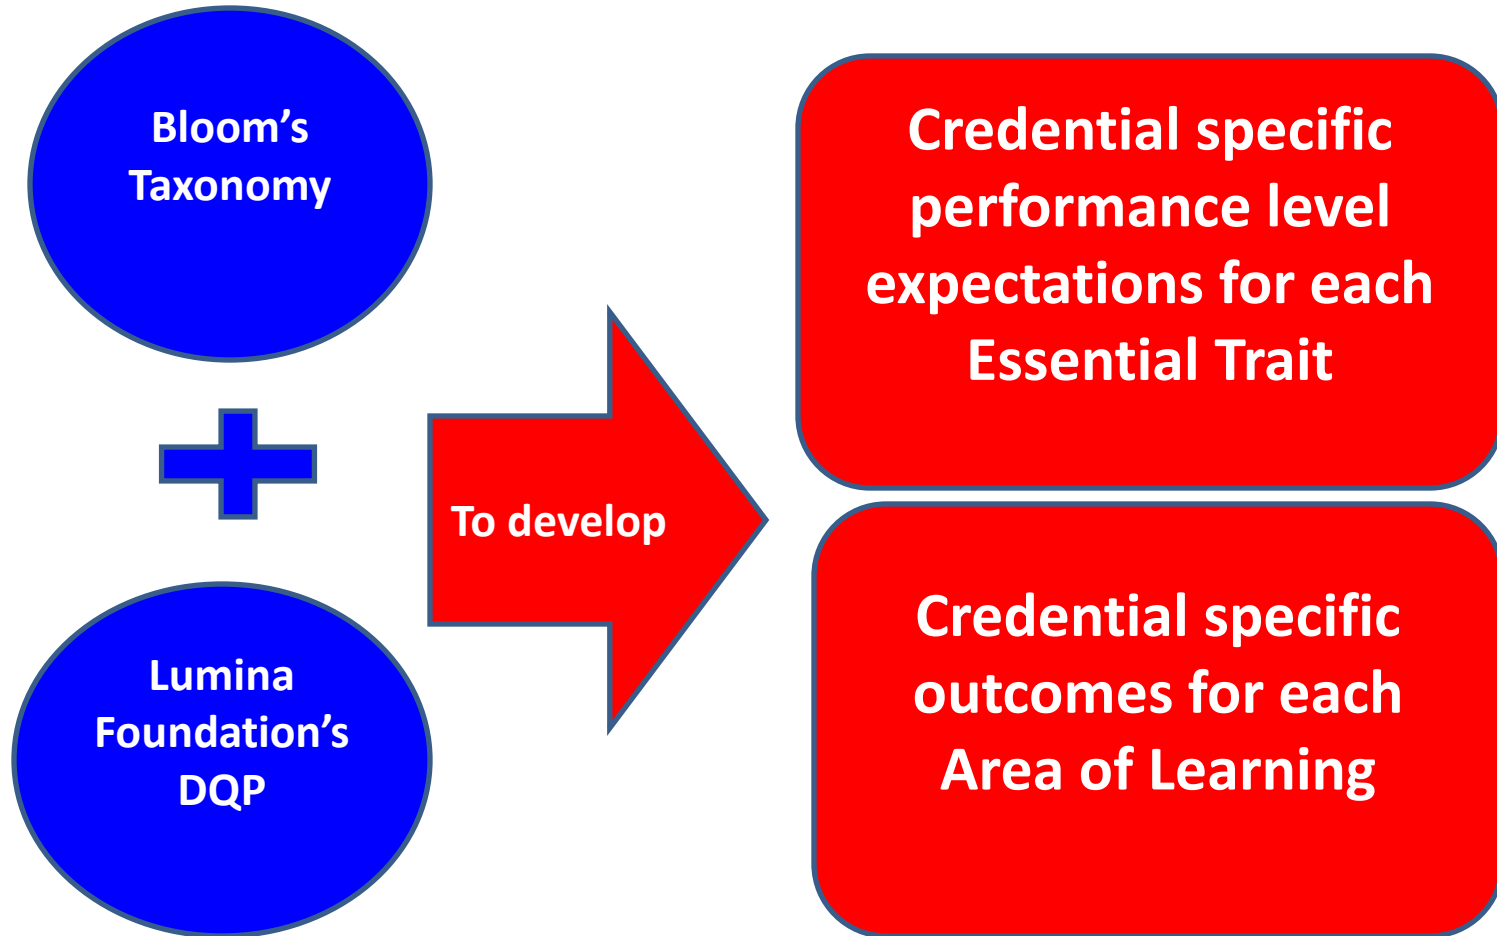 Bloom’s
Taxonomy
Lumina
Foundation’s
DQP
To develop
Credential specific
performance level
expectations for each
Essential Trait
Credential specific
outcomes for each
Area of Learning